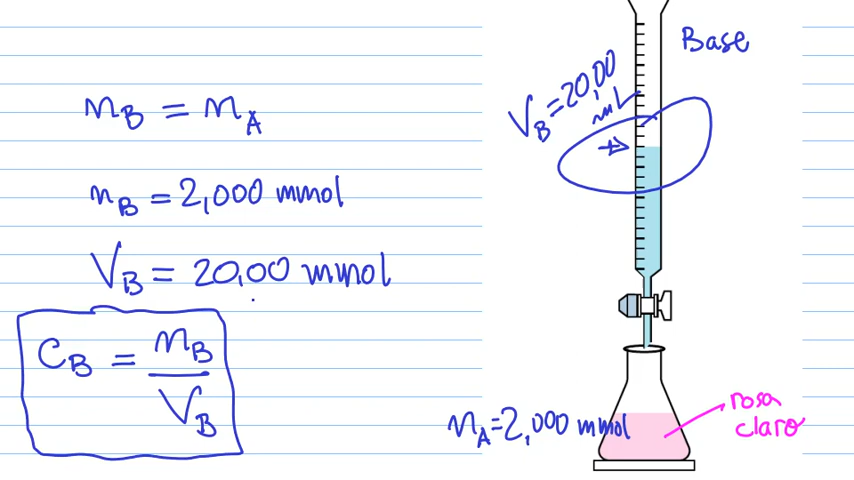 n_B = n_A
n_B = 2,000 mmol
V_B = 20,00 mmol
C_B = n_B / V_B
Base
V_B = 20,00 mL
n_A = 2,000 mmol
rosa
claro